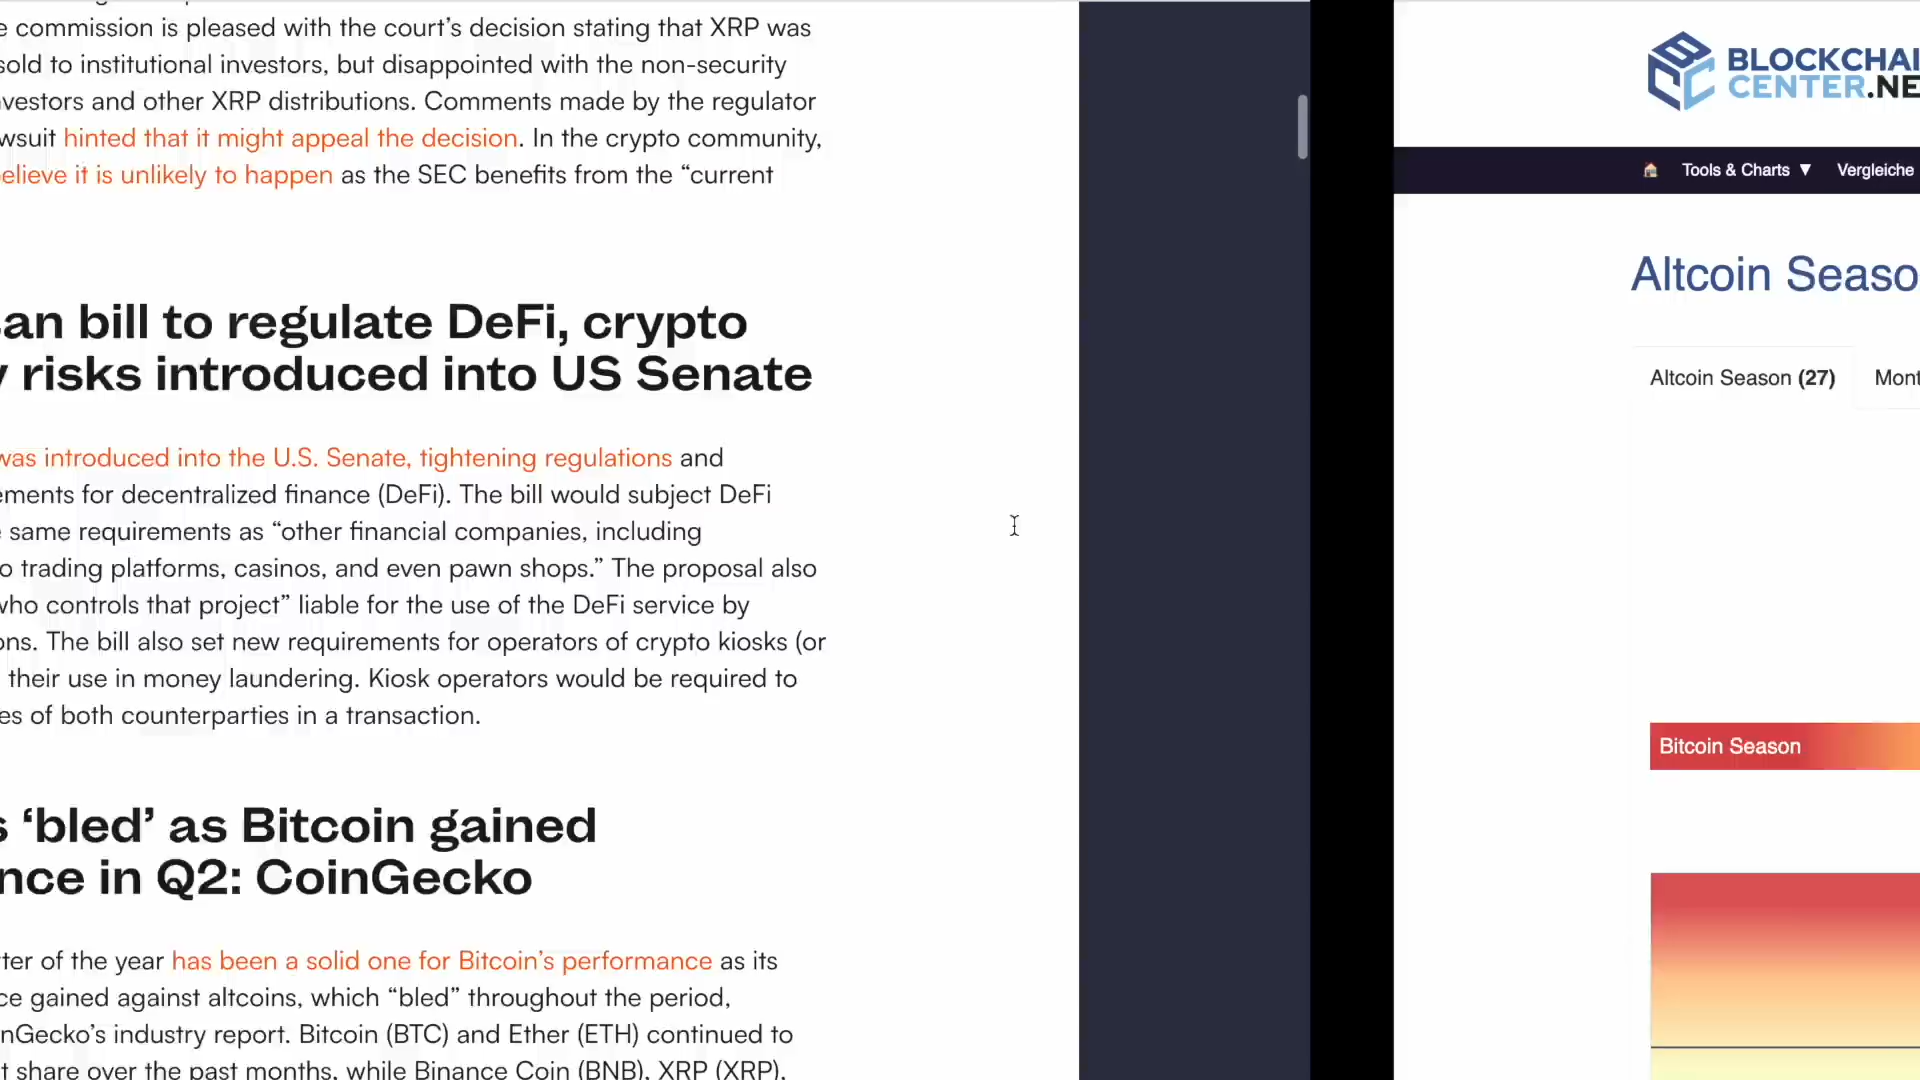 e commission is pleased with the court’s decision stating that XRP was
sold to institutional investors, but disappointed with the non-security
vestors and other XRP distributions. Comments made by the regulator
wsuit hinted that it might appeal the decision. In the crypto community,
elieve it is unlikely to happen as the SEC benefits from the “current
an bill to regulate DeFi, crypto
y risks introduced into US Senate
was introduced into the U.S. Senate, tightening regulations and
ements for decentralized finance (DeFi). The bill would subject DeFi
e same requirements as “other financial companies, including
o trading platforms, casinos, and even pawn shops.” The proposal also
who controls that project” liable for the use of the DeFi service by
ons. The bill also set new requirements for operators of crypto kiosks (or
their use in money laundering. Kiosk operators would be required to
es of both counterparties in a transaction.
s ‘bled’ as Bitcoin gained
nce in Q2: CoinGecko
ter of the year has been a solid one for Bitcoin’s performance as its
ce gained against altcoins, which “bled” throughout the period,
nGecko’s industry report. Bitcoin (BTC) and Ether (ETH) continued to
t share over the past months, while Binance Coin (BNB), XRP (XRP),
BLOCKCHAI
CENTER.NE
Tools & Charts ▼ Vergleiche
Altcoin Seaso
Altcoin Season (27) Mont
Bitcoin Season